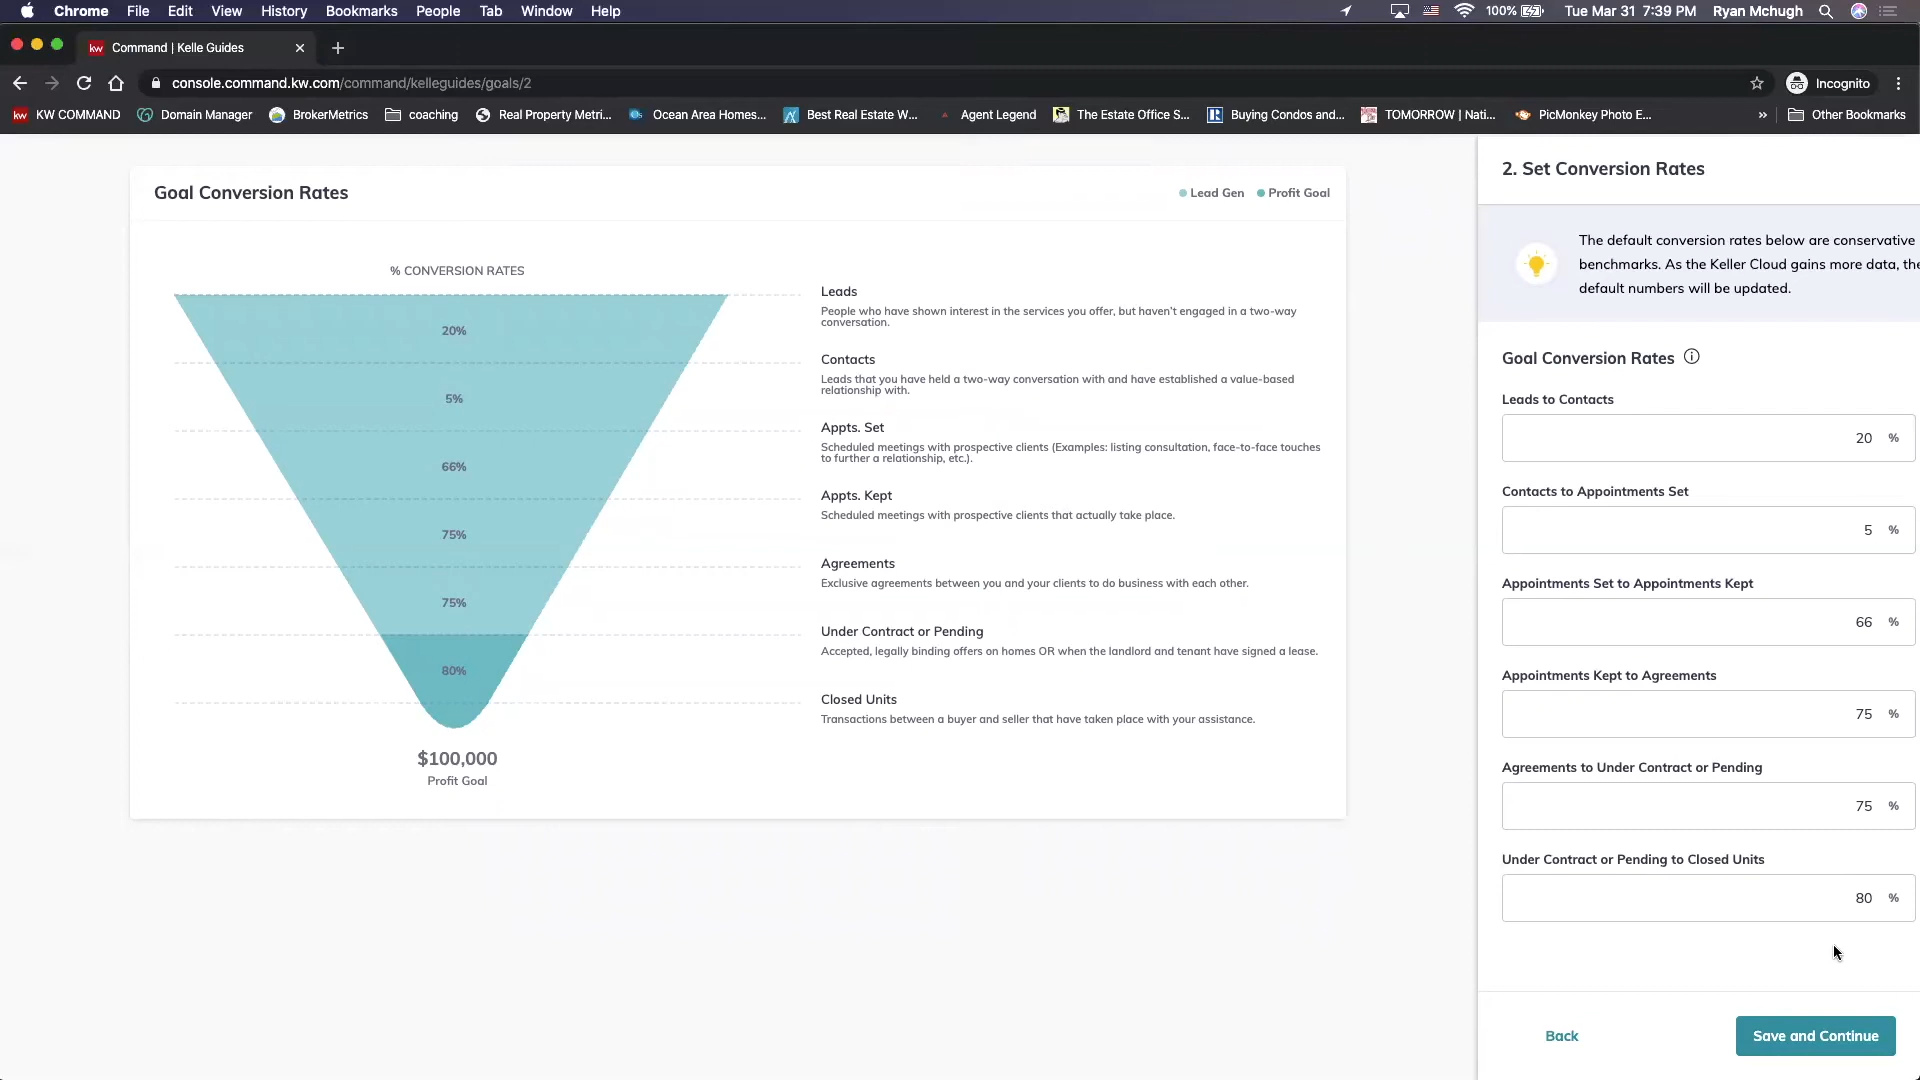 Chrome File Edit View History Bookmarks People Tab Window Help
100% Tue Mar 31 7:39 PM Ryan Mchugh
kw Command | Kelle Guides
console.command.kw.com/command/kelleguides/goals/2
Incognito
kw KW COMMAND Domain Manager BrokerMetrics coaching Real Property Metri... Ocean Area Homes... Best Real Estate W... Agent Legend The Estate Office S... Buying Condos and... TOMORROW | Nati... PicMonkey Photo E... » Other Bookmarks
Goal Conversion Rates
Lead Gen Profit Goal
% CONVERSION RATES
20%
5%
66%
75%
75%
80%
$100,000
Profit Goal
Leads
People who have shown interest in the services you offer, but haven't engaged in a two-way
conversation.
Contacts
Leads that you have held a two-way conversation with and have established a value-based
relationship with.
Appts. Set
Scheduled meetings with prospective clients (Examples: listing consultation, face-to-face touches
to further a relationship, etc.).
Appts. Kept
Scheduled meetings with prospective clients that actually take place.
Agreements
Exclusive agreements between you and your clients to do business with each other.
Under Contract or Pending
Accepted, legally binding offers on homes OR when the landlord and tenant have signed a lease.
Closed Units
Transactions between a buyer and seller that have taken place with your assistance.
2. Set Conversion Rates
The default conversion rates below are conservative
benchmarks. As the Keller Cloud gains more data, the
default numbers will be updated.
Goal Conversion Rates
Leads to Contacts
20 %
Contacts to Appointments Set
5 %
Appointments Set to Appointments Kept
66 %
Appointments Kept to Agreements
75 %
Agreements to Under Contract or Pending
75 %
Under Contract or Pending to Closed Units
80 %
Back
Save and Continue